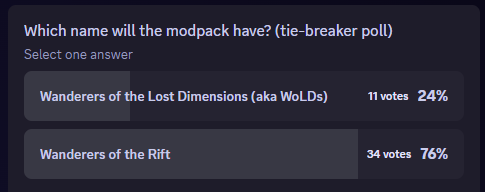 Which name will the modpack have? (tie-breaker poll)
Select one answer
Wanderers of the Lost Dimensions (aka WoLDs) 11 votes 24%
Wanderers of the Rift 34 votes 76%